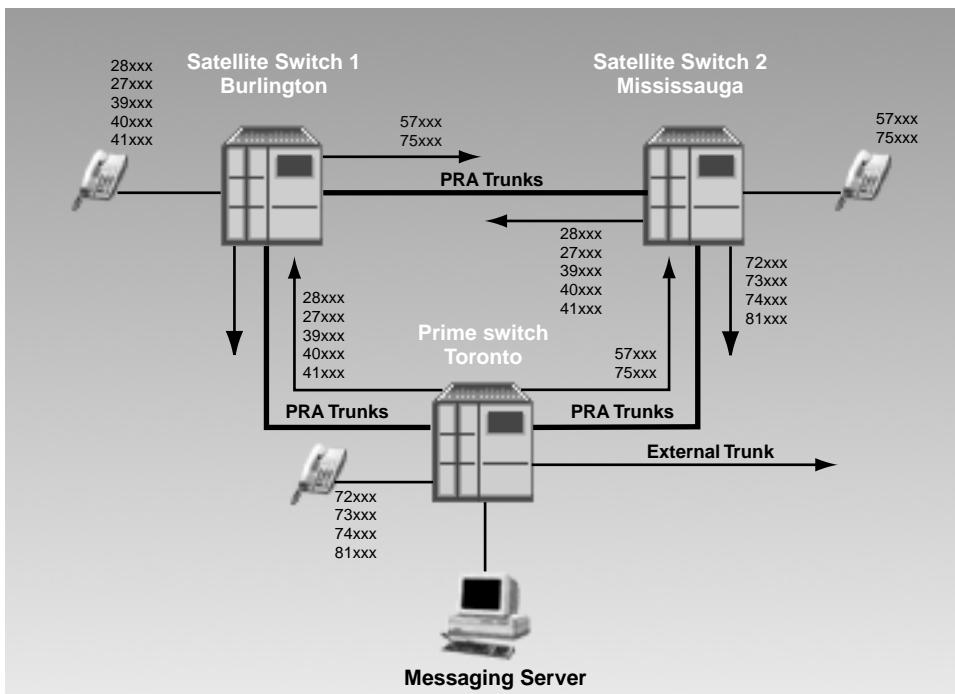 Satellite Switch 1
Burlington
Satellite Switch 2
Mississauga
28xxx
27xxx
39xxx
40xxx
41xxx
57xxx
75xxx
57xxx
75xxx
PRA Trunks
28xxx
27xxx
39xxx
40xxx
41xxx
72xxx
73xxx
74xxx
81xxx
28xxx
27xxx
39xxx
40xxx
41xxx
Prime switch
Toronto
57xxx
75xxx
PRA Trunks
PRA Trunks
External Trunk
72xxx
73xxx
74xxx
81xxx
Messaging Server